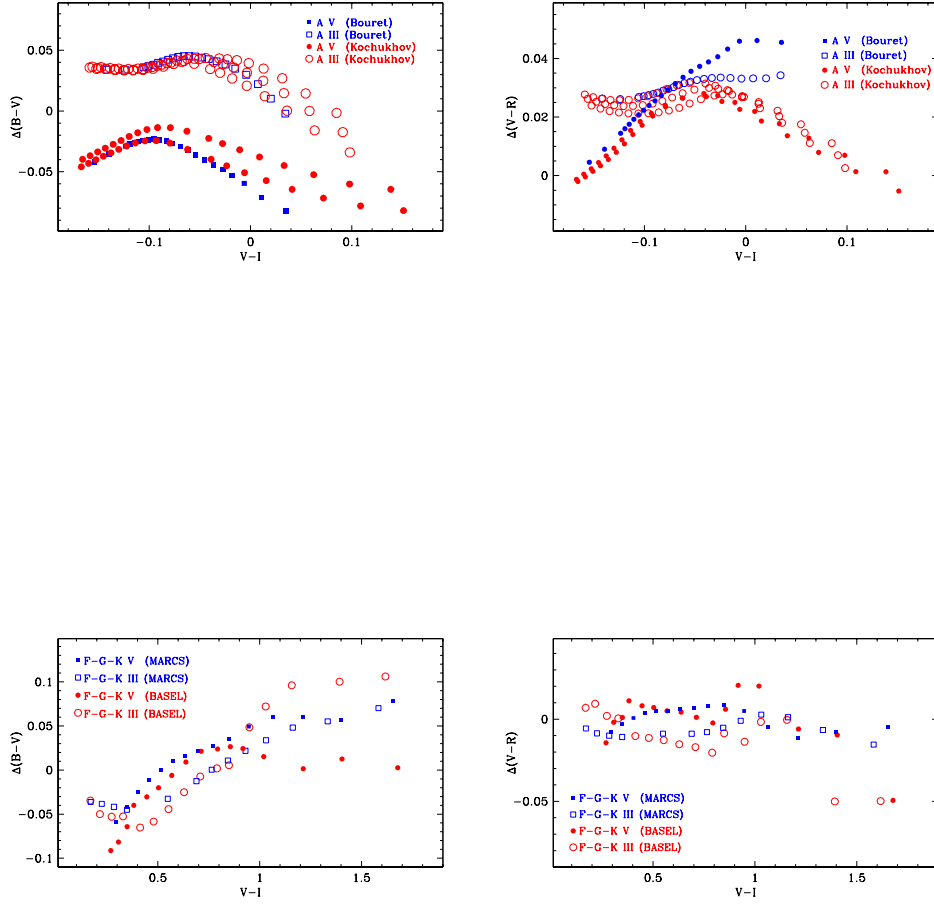 A V (Bouret)
A III (Bouret)
A V (Kochukhov)
A III (Kochukhov)
0.05
0
−0.05
Δ(B−V)
−0.1 0 0.1
V−I
A V (Bouret)
A III (Bouret)
A V (Kochukhov)
A III (Kochukhov)
0.04
0.02
0
Δ(V−R)
−0.1 0 0.1
V−I
F−G−K V (MARCS)
F−G−K III (MARCS)
F−G−K V (BASEL)
F−G−K III (BASEL)
0.1
0.05
0
−0.05
−0.1
Δ(B−V)
0.5 1 1.5
V−I
0
−0.05
Δ(V−R)
F−G−K V (MARCS)
F−G−K III (MARCS)
F−G−K V (BASEL)
F−G−K III (BASEL)
0.5 1 1.5
V−I